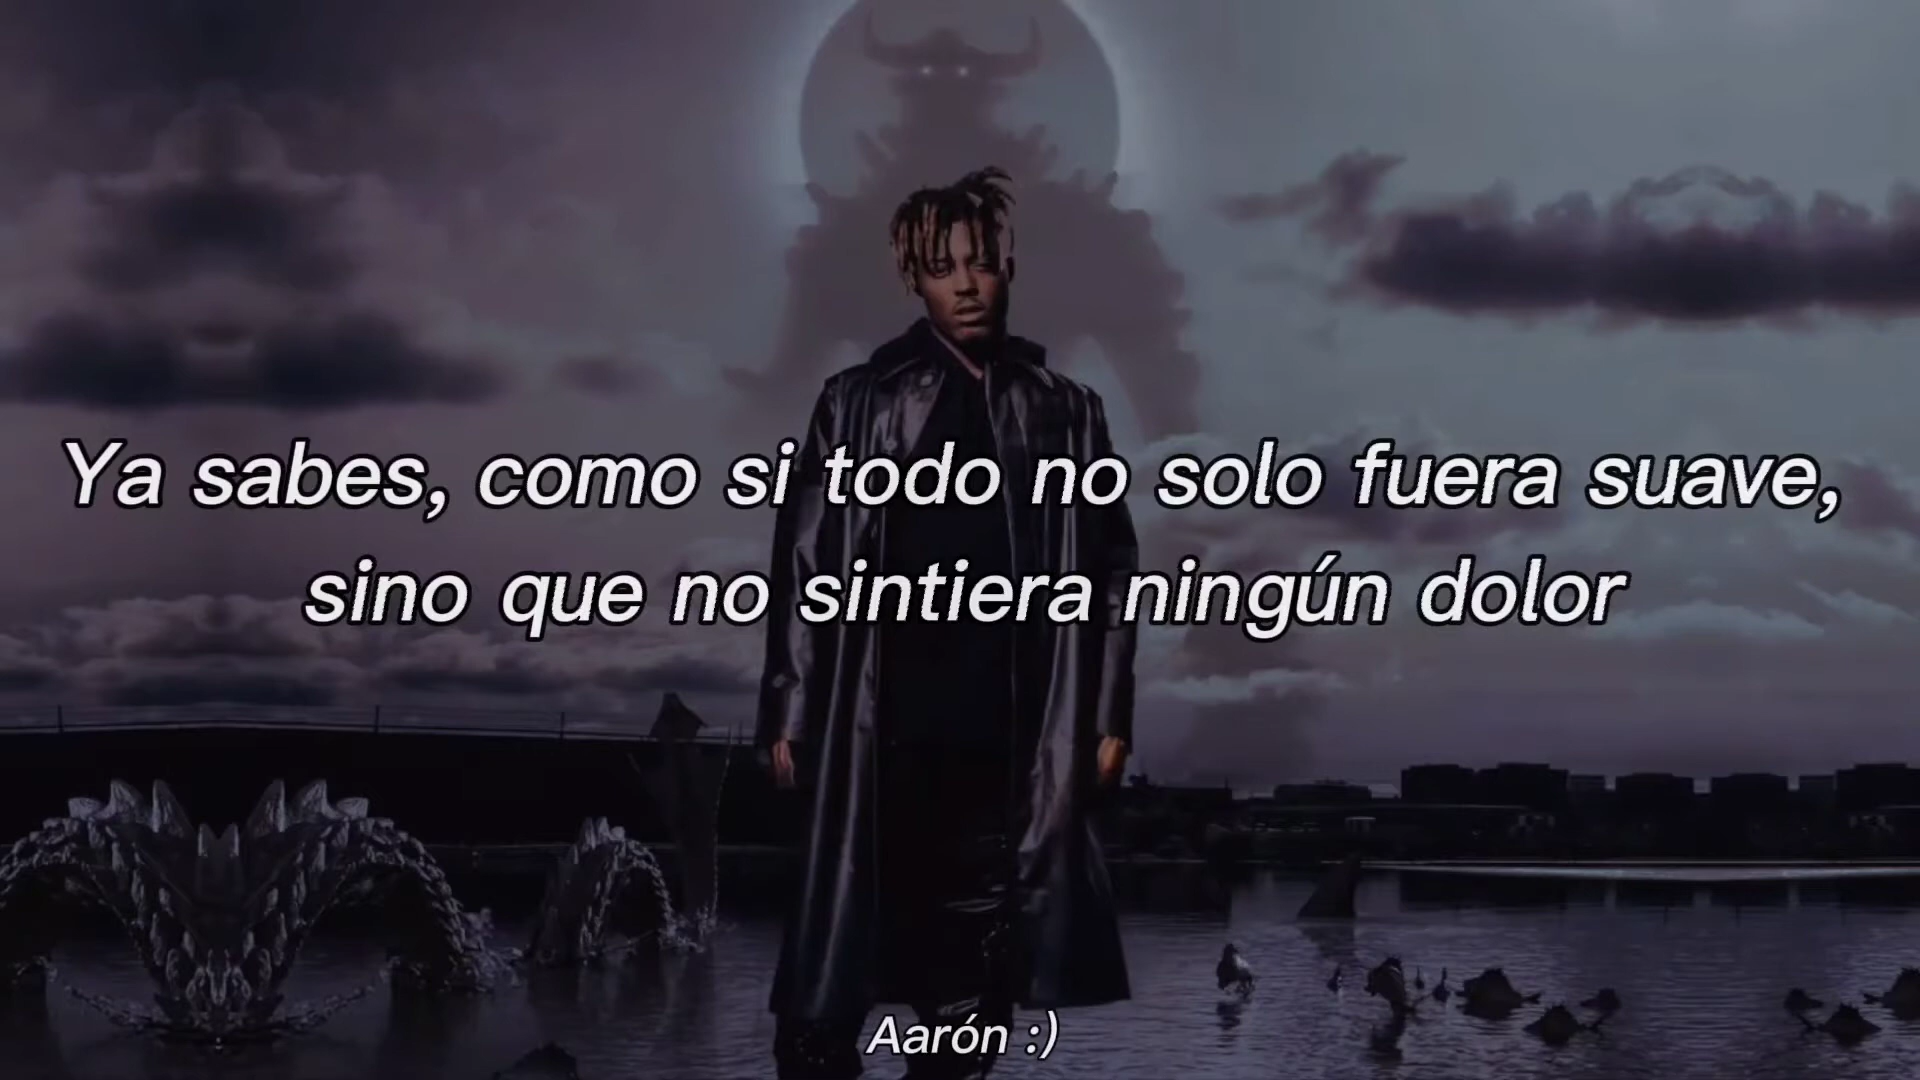 Ya sabes, como si todo no solo fuera suave,
sino que no sintiera ningún dolor
Aarón :)